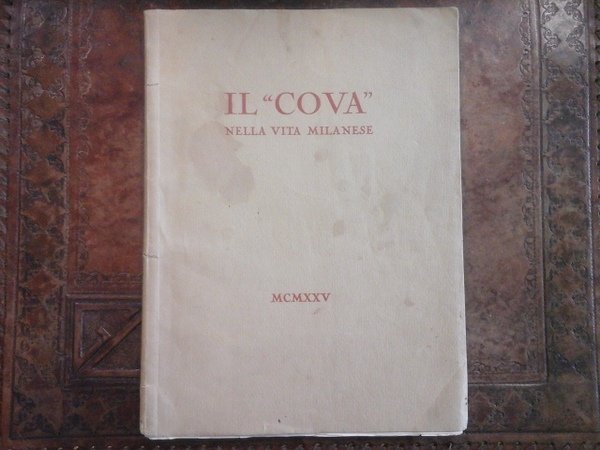 IL “COVA”
NELLA VITA MILANESE
MCMXXV